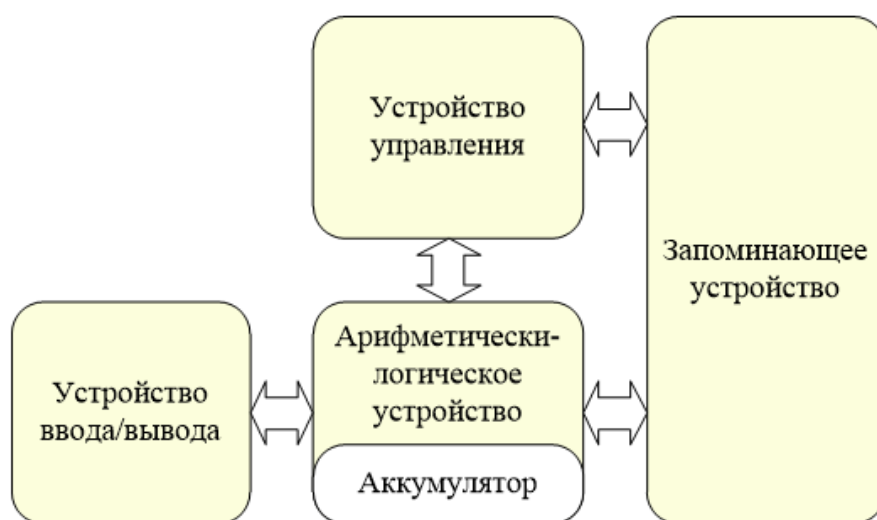 Устройство
управления
Запоминающее
устройство
Арифметически-
логическое
устройство
Устройство
ввода/вывода
Аккумулятор